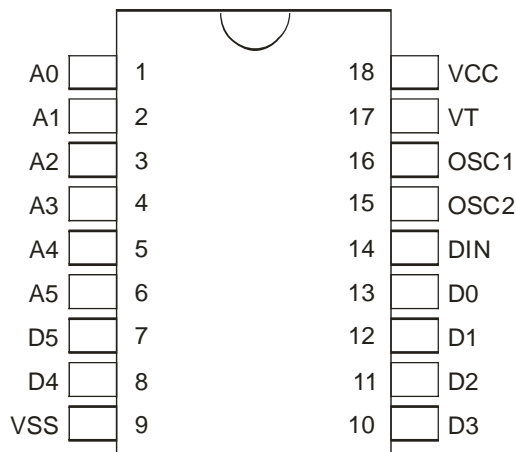 A0 1 18 VCC
A1 2 17 VT
A2 3 16 OSC1
A3 4 15 OSC2
A4 5 14 DIN
A5 6 13 D0
D5 7 12 D1
D4 8 11 D2
VSS 9 10 D3